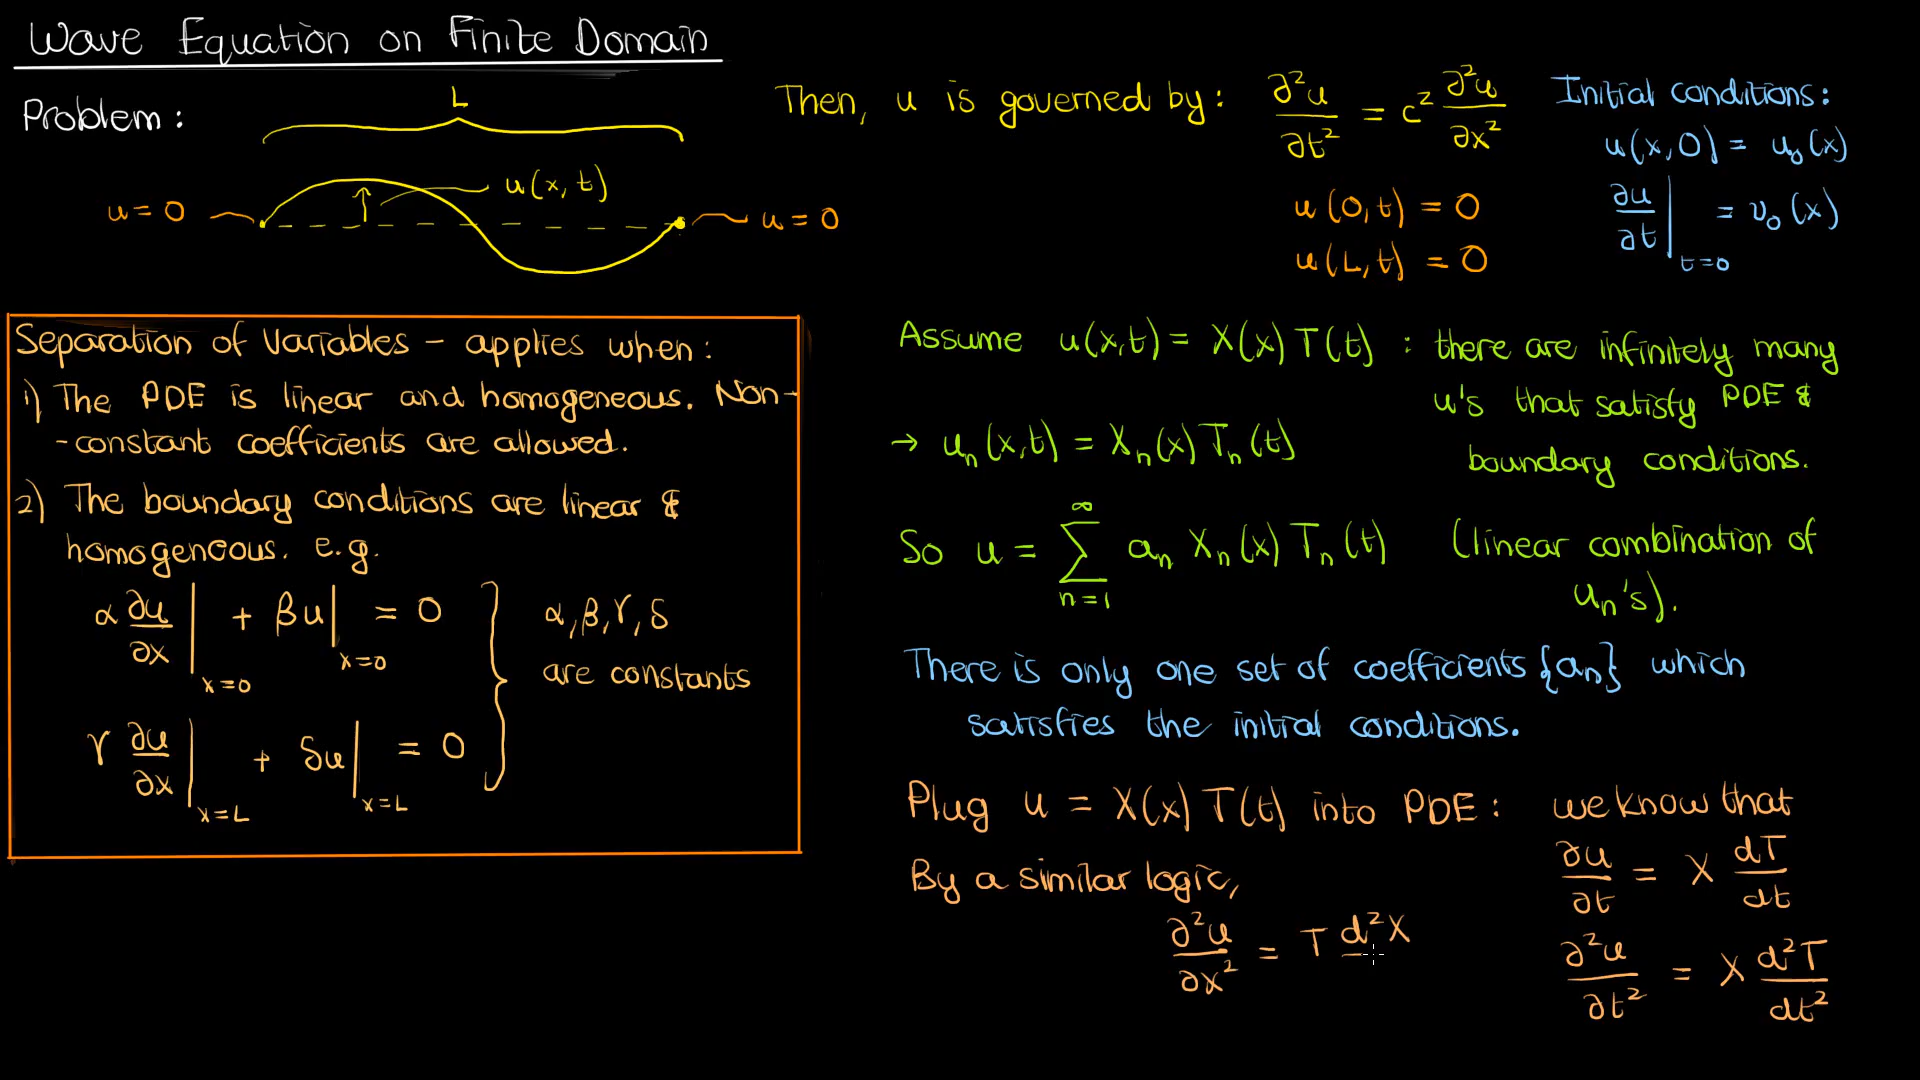 Wave Equation on Finite Domain
Problem:
L
u(x,t)
u = 0
u = 0
Then, u is governed by: ∂²u/∂t² = c² ∂²u/∂x²
u(0,t) = 0
u(L,t) = 0
Initial conditions:
u(x,0) = u₀(x)
∂u/∂t |t=0 = v₀(x)
Separation of Variables - applies when:
1) The PDE is linear and homogeneous. Non-
-constant coefficients are allowed.
2) The boundary conditions are linear &
homogeneous. e.g.
α ∂u/∂x |x=0 + βu |x=0 = 0
γ ∂u/∂x |x=L + δu |x=L = 0
α, β, γ, δ
are constants
Assume u(x,t) = X(x) T(t) : there are infinitely many
u's that satisfy PDE &
boundary conditions.
→ uₙ(x,t) = Xₙ(x) Tₙ(t)
So u = ∑ₙ₌₁^∞ aₙ Xₙ(x) Tₙ(t) (linear combination of
uₙ's).
There is only one set of coefficients {aₙ} which
satisfies the initial conditions.
Plug u = X(x) T(t) into PDE: we know that
∂u/∂t = X dT/dt
∂²u/∂t² = X d²T/dt²
By a similar logic,
∂²u/∂x² = T d²X